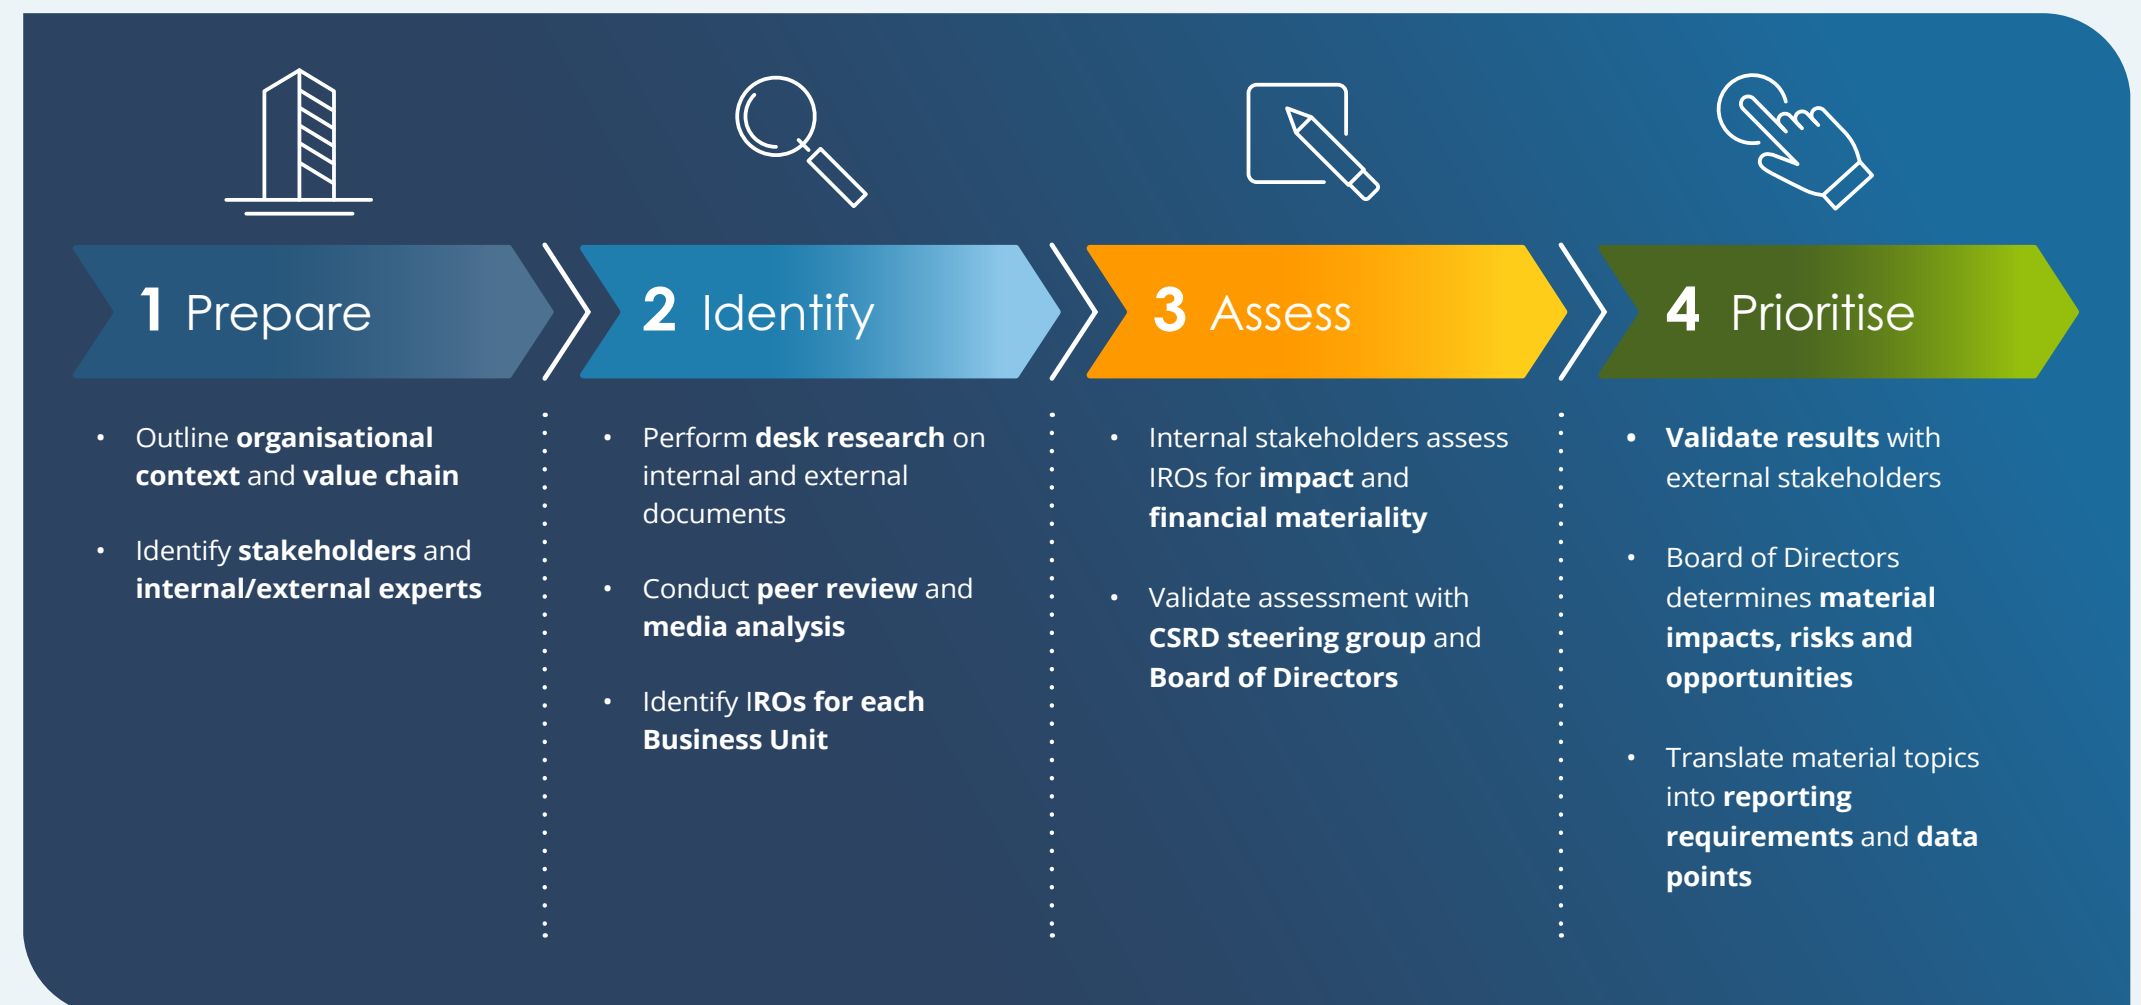 1 Prepare
• Outline organisational
context and value chain
• Identify stakeholders and
internal/external experts
2 Identify
• Perform desk research on
internal and external
documents
• Conduct peer review and
media analysis
• Identify IROs for each
Business Unit
3 Assess
• Internal stakeholders assess
IROs for impact and
financial materiality
• Validate assessment with
CSRD steering group and
Board of Directors
4 Prioritise
• Validate results with
external stakeholders
• Board of Directors
determines material
impacts, risks and
opportunities
• Translate material topics
into reporting
requirements and data
points